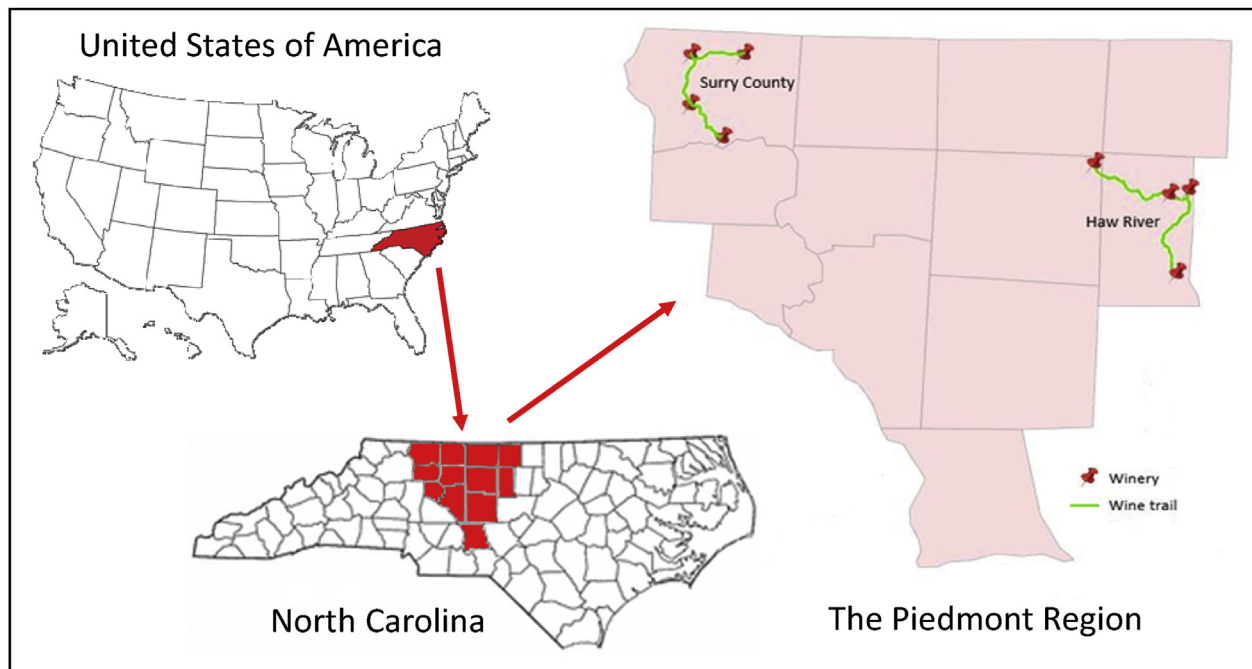 United States of America
Surry County
Haw River
Winery
Wine trail
North Carolina
The Piedmont Region